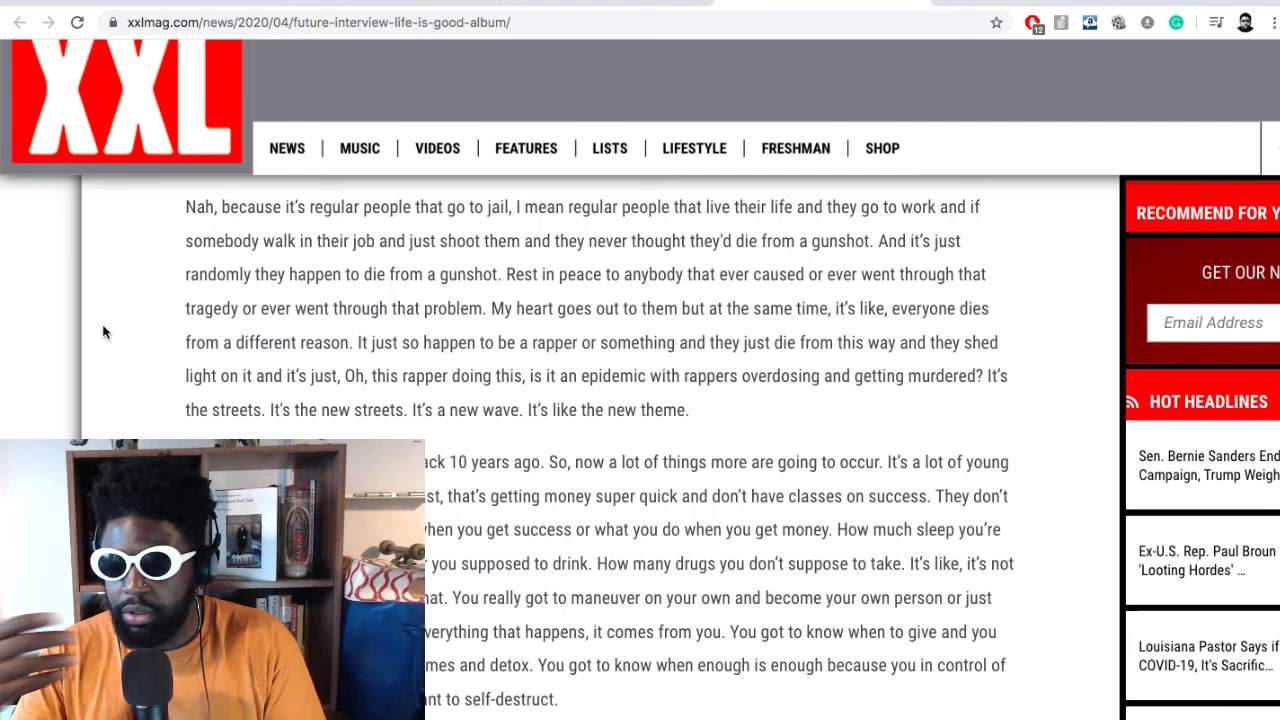 xxlmag.com/news/2020/04/future-interview-life-is-good-album/
12
XXL
NEWS | MUSIC | VIDEOS | FEATURES | LISTS | LIFESTYLE | FRESHMAN | SHOP
Nah, because it’s regular people that go to jail, I mean regular people that live their life and they go to work and if
somebody walk in their job and just shoot them and they never thought they'd die from a gunshot. And it’s just
randomly they happen to die from a gunshot. Rest in peace to anybody that ever caused or ever went through that
tragedy or ever went through that problem. My heart goes out to them but at the same time, it’s like, everyone dies
from a different reason. It just so happen to be a rapper or something and they just die from this way and they shed
light on it and it’s just, Oh, this rapper doing this, is it an epidemic with rappers overdosing and getting murdered? It’s
the streets. It's the new streets. It’s a new wave. It’s like the new theme.
ack 10 years ago. So, now a lot of things more are going to occur. It’s a lot of young
st, that’s getting money super quick and don’t have classes on success. They don’t
when you get success or what you do when you get money. How much sleep you’re
you supposed to drink. How many drugs you don’t suppose to take. It’s like, it’s not
hat. You really got to maneuver on your own and become your own person or just
verything that happens, it comes from you. You got to know when to give and you
mes and detox. You got to know when enough is enough because you in control of
nt to self-destruct.
RECOMMEND FOR Y
GET OUR N
Email Address
HOT HEADLINES
Sen. Bernie Sanders End
Campaign, Trump Weigh
Ex-U.S. Rep. Paul Broun
'Looting Hordes' ...
Louisiana Pastor Says if
COVID-19, It's Sacrific...